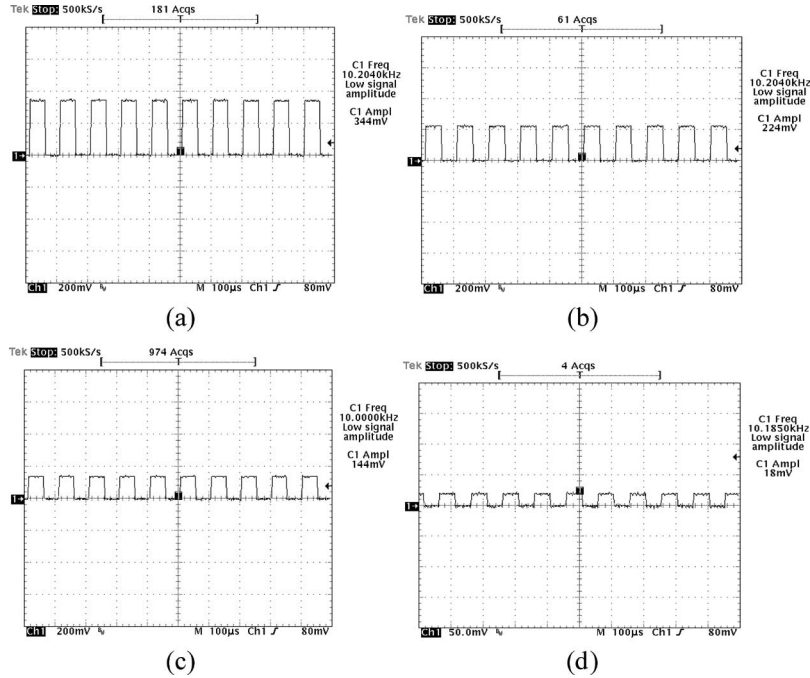 Tek Stop: 500kS/s 181 Acqs
T
C1 Freq
10.2040kHz
Low signal
amplitude
C1 Ampl
344mV
1
Ch1 200mV M 100µs Ch1 80mV
(a)
Tek Stop: 500kS/s 61 Acqs
T
C1 Freq
10.2040kHz
Low signal
amplitude
C1 Ampl
224mV
1
Ch1 200mV M 100µs Ch1 80mV
(b)
Tek Stop: 500kS/s 974 Acqs
T
C1 Freq
10.0000kHz
Low signal
amplitude
C1 Ampl
144mV
1
Ch1 200mV M 100µs Ch1 80mV
(c)
Tek Stop: 500kS/s 4 Acqs
T
C1 Freq
10.1850kHz
Low signal
amplitude
C1 Ampl
18mV
1
Ch1 50.0mV M 100µs Ch1 80mV
(d)